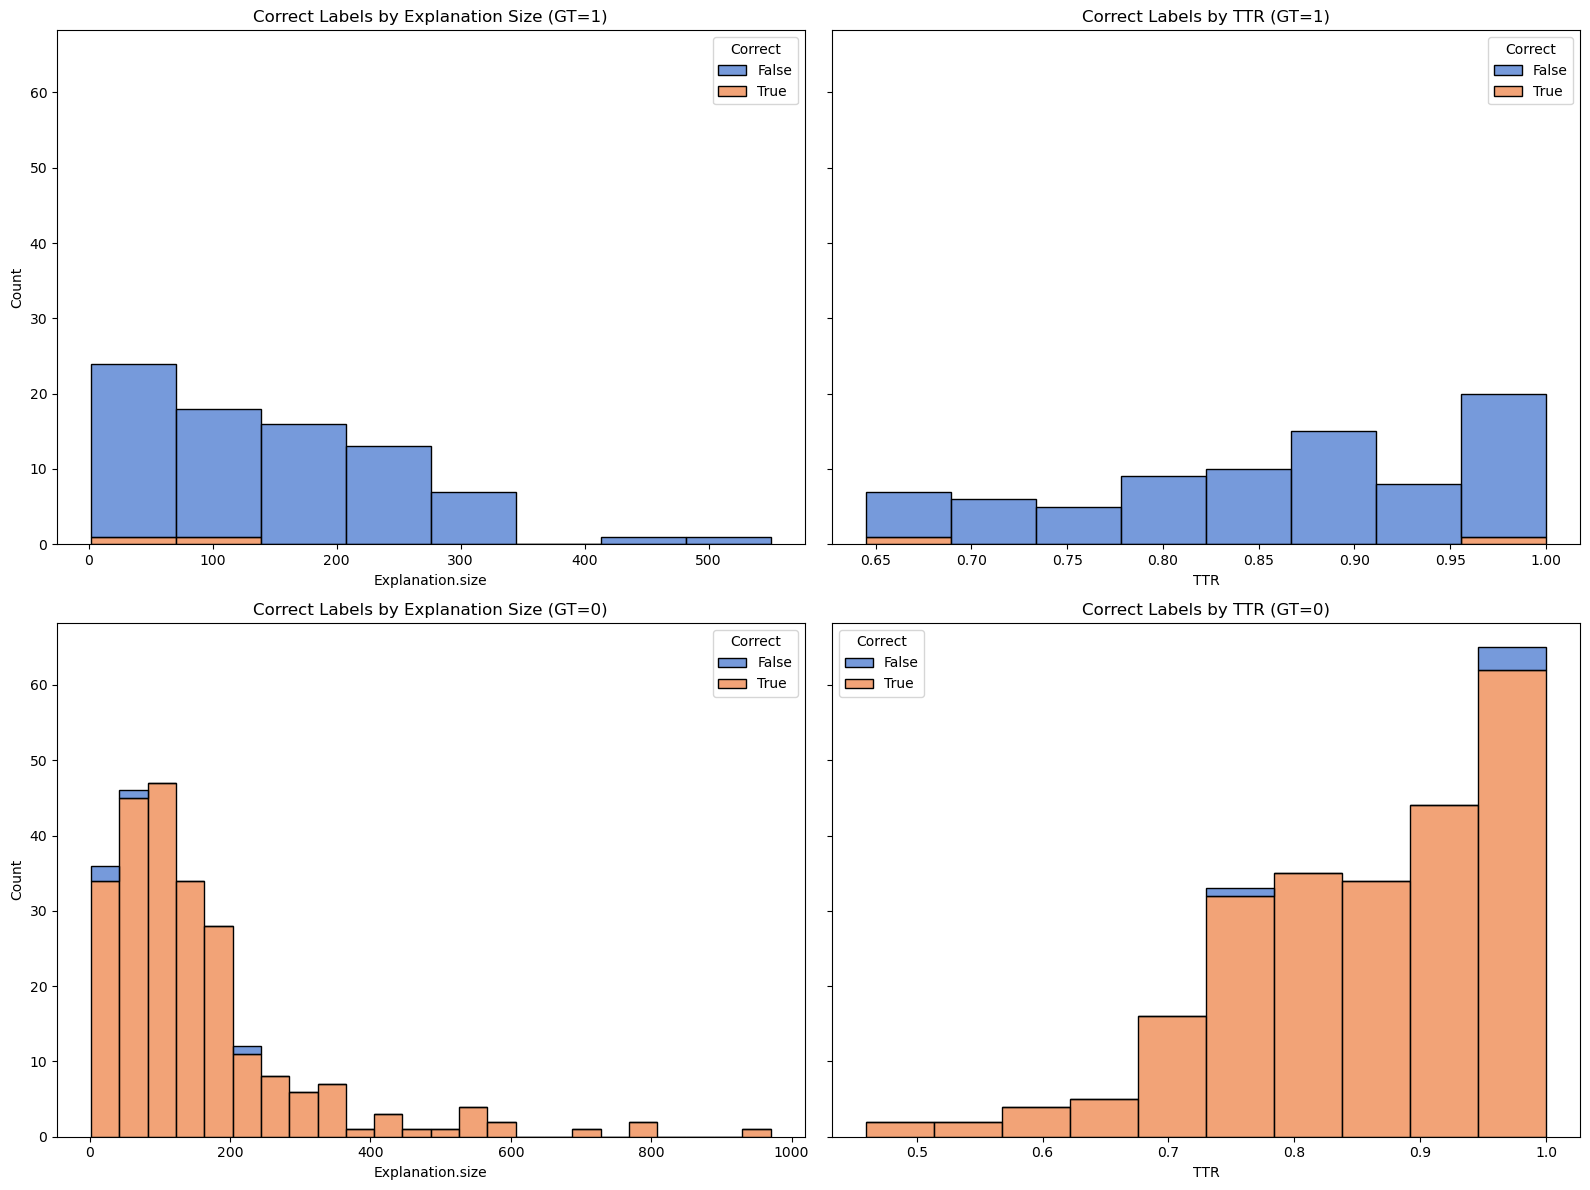 Correct Labels by Explanation Size (GT=1)
Correct
False
True
60
50
40
30
20
10
0
Count
0 100 200 300 400 500
Explanation.size
Correct Labels by TTR (GT=1)
Correct
False
True
0.65 0.70 0.75 0.80 0.85 0.90 0.95 1.00
TTR
Correct Labels by Explanation Size (GT=0)
Correct
False
True
60
50
40
30
20
10
0
Count
0 200 400 600 800 1000
Explanation.size
Correct Labels by TTR (GT=0)
Correct
False
True
0.5 0.6 0.7 0.8 0.9 1.0
TTR